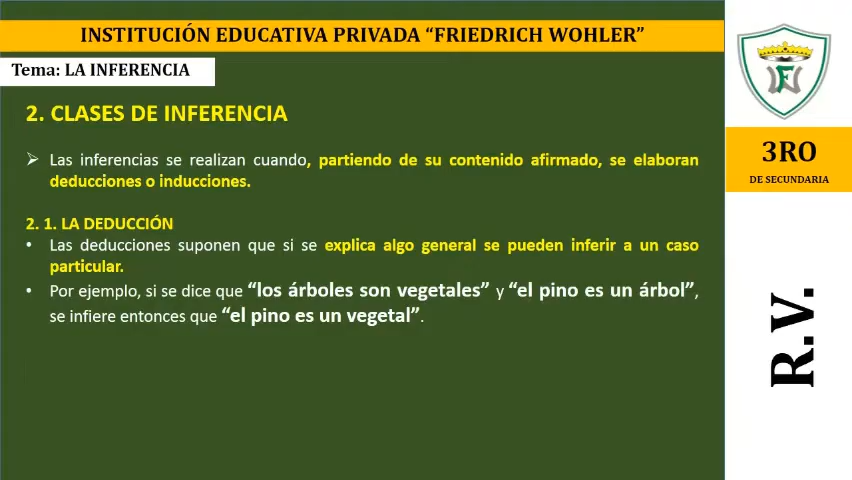 INSTITUCIÓN EDUCATIVA PRIVADA “FRIEDRICH WOHLER”
Tema: LA INFERENCIA
2. CLASES DE INFERENCIA
➢ Las inferencias se realizan cuando, partiendo de su contenido afirmado, se elaboran
deducciones o inducciones.
2. 1. LA DEDUCCIÓN
• Las deducciones suponen que si se explica algo general se pueden inferir a un caso
particular.
• Por ejemplo, si se dice que “los árboles son vegetales” y “el pino es un árbol”,
se infiere entonces que “el pino es un vegetal”.
3RO
DE SECUNDARIA
R.V.